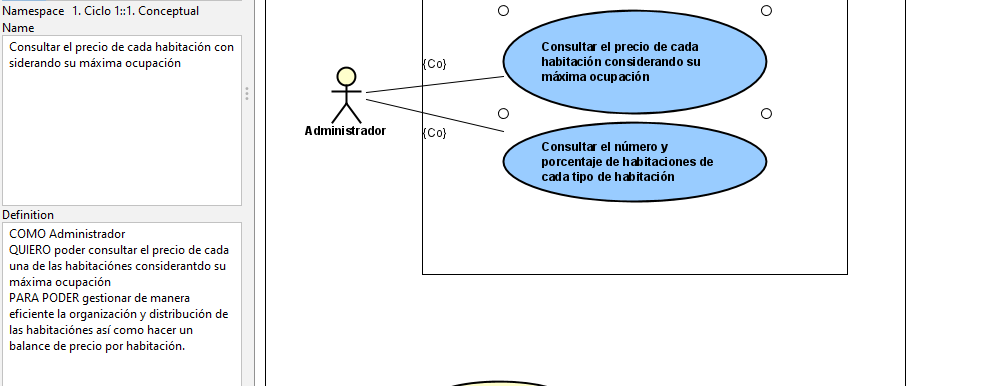 Namespace 1. Ciclo 1::1. Conceptual
Name
Consultar el precio de cada habitación con
siderando su máxima ocupación
Definition
COMO Administrador
QUIERO poder consultar el precio de cada
una de las habitaciónes considerantdo su
máxima ocupación
PARA PODER gestionar de manera
eficiente la organización y distribución de
las habitaciónes así como hacer un
balance de precio por habitación.
{Co}
Administrador
{Co}
Consultar el precio de cada
habitación considerando su
máxima ocupación
Consultar el número y
porcentaje de habitaciones de
cada tipo de habitación